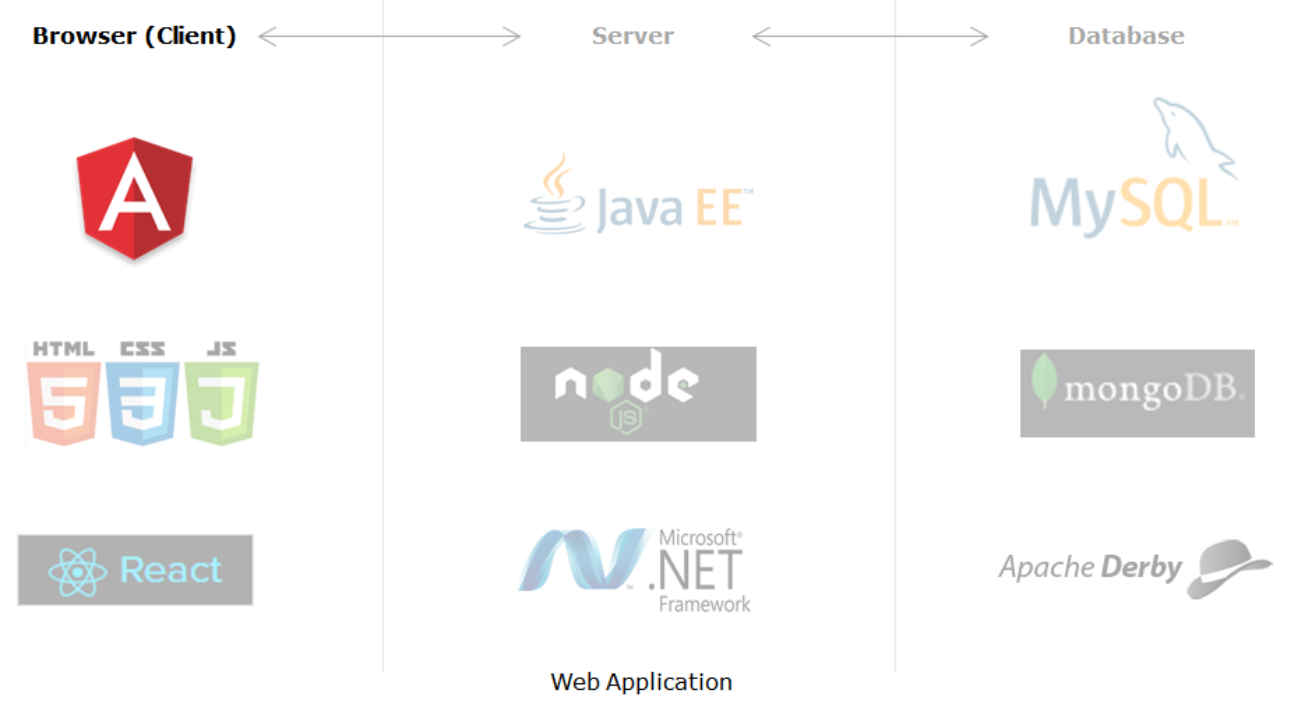 Browser (Client)
Server
Database
A
Java EE™
MySQL™
HTML CSS JS
5 3
node
JS
mongoDB.
React
Microsoft®
.NET
Framework
Apache Derby
Web Application